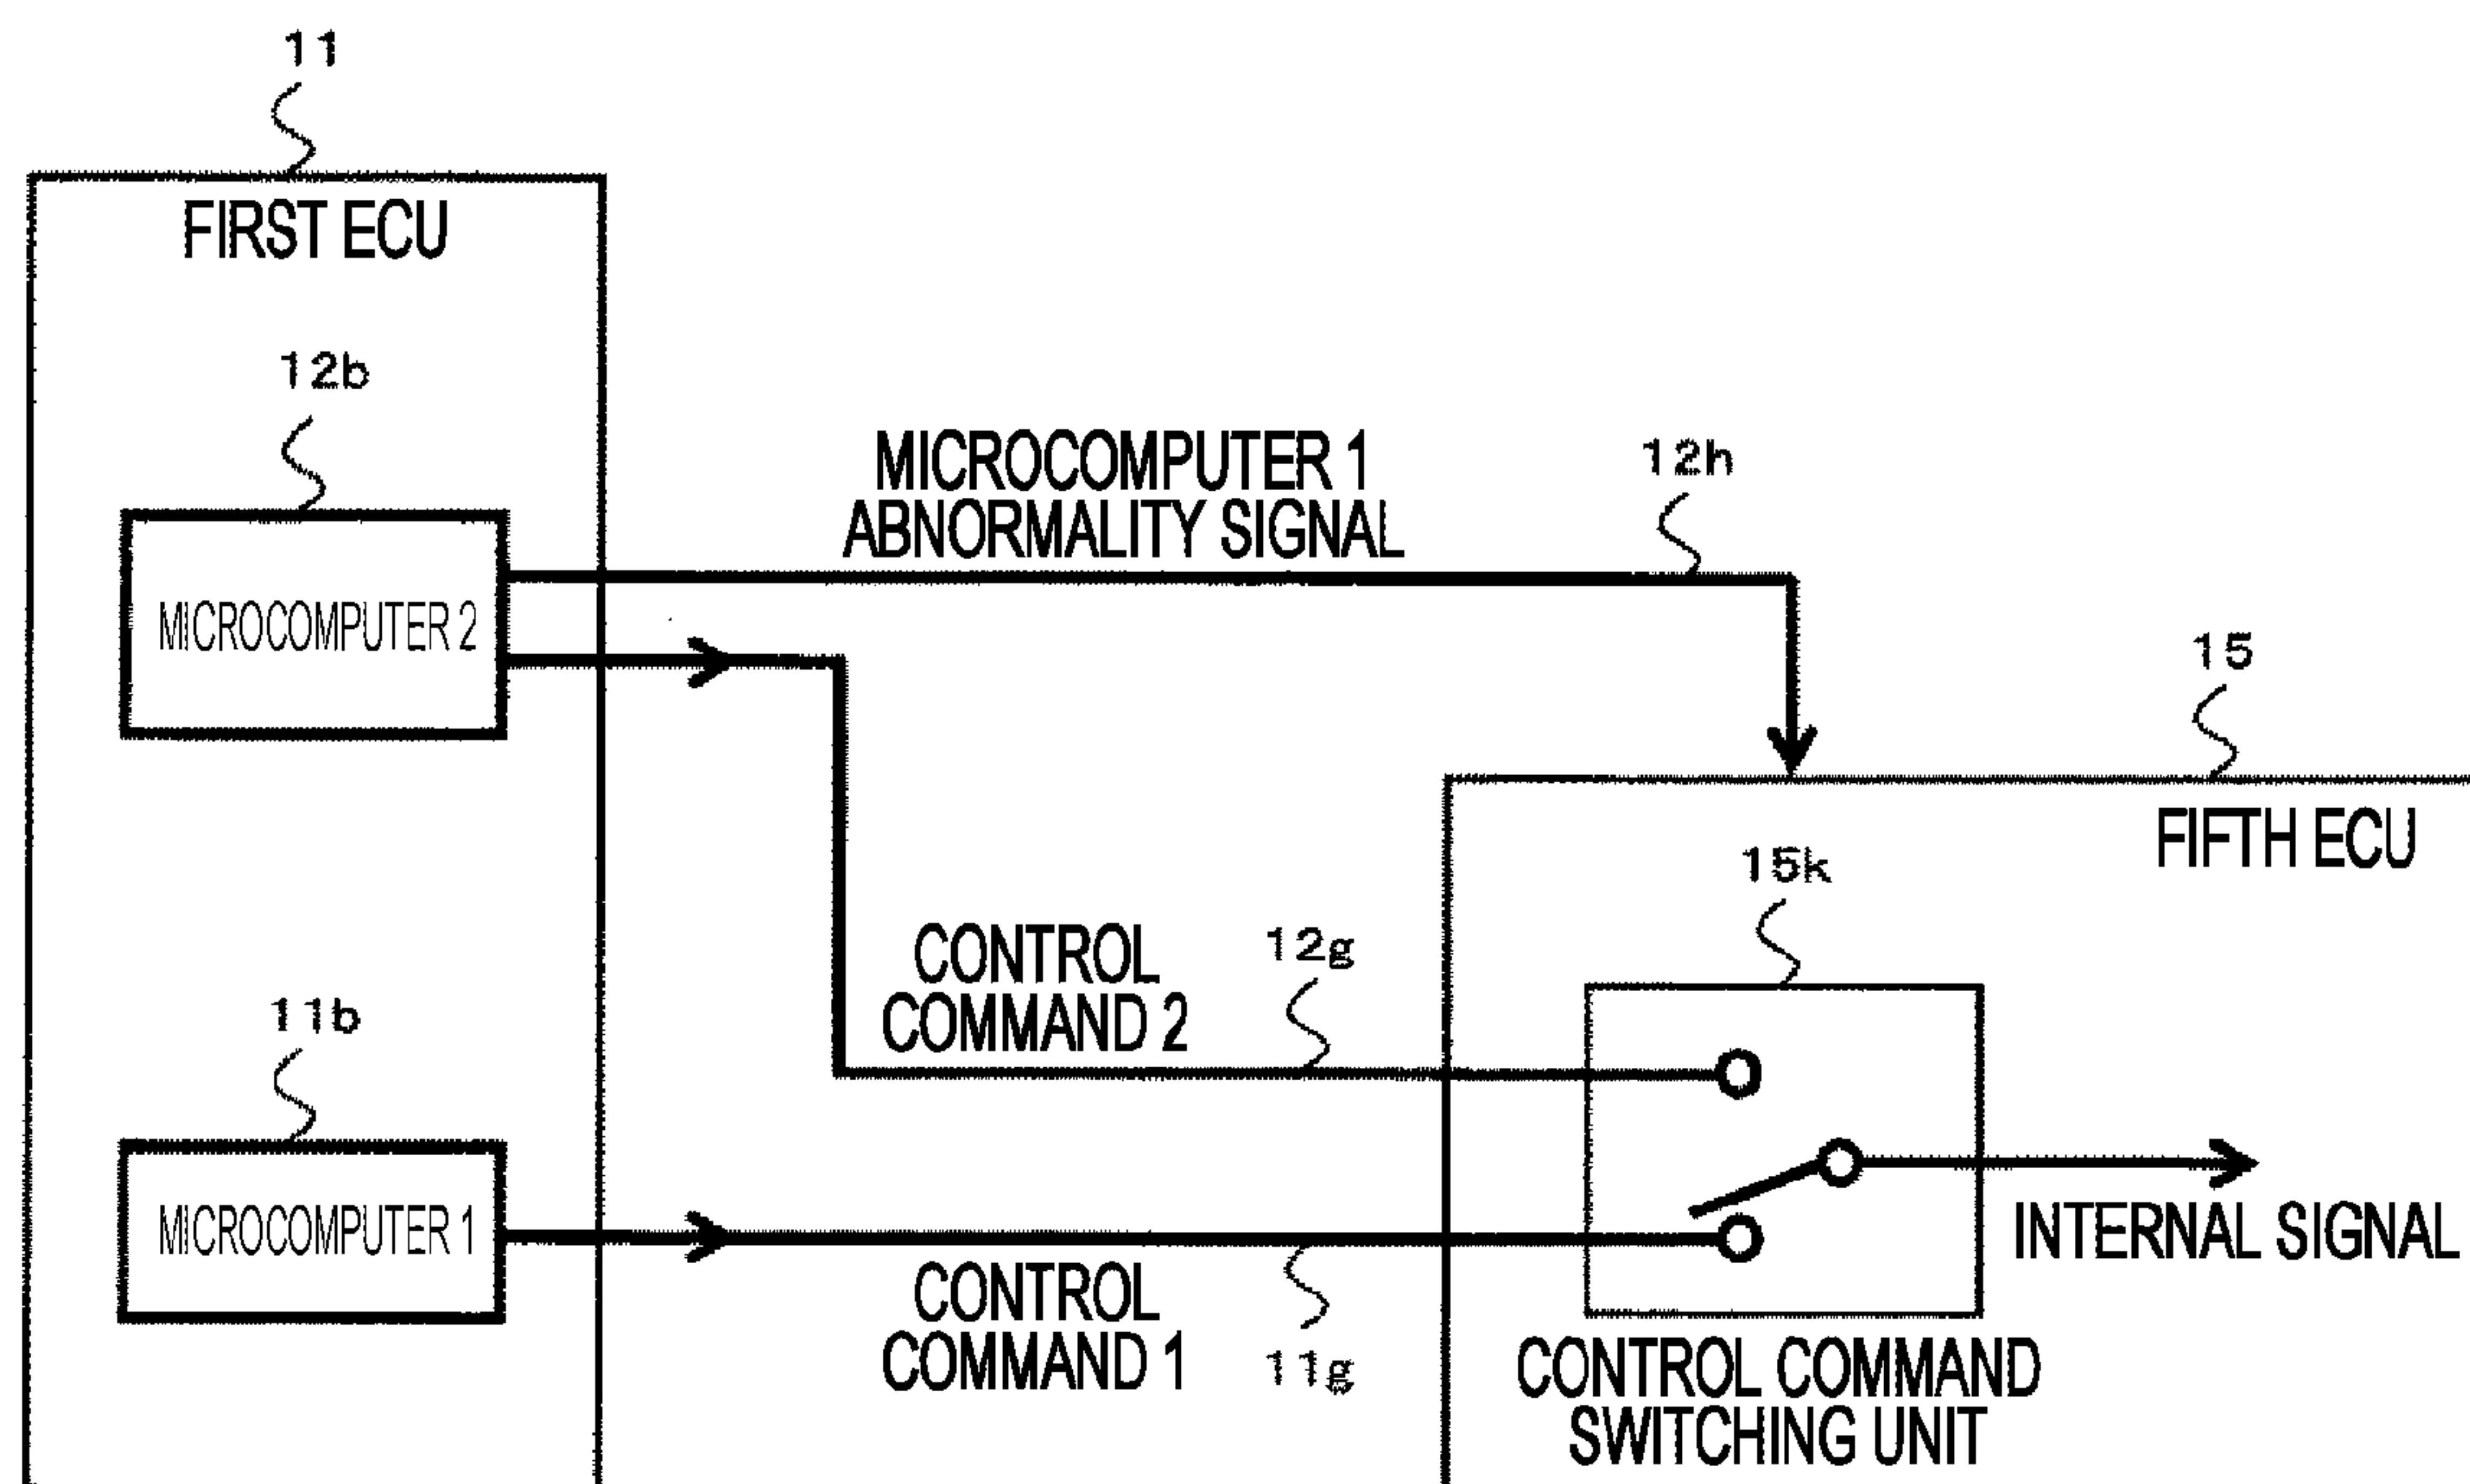 11
FIRST ECU
12b
MICROCOMPUTER 2
MICROCOMPUTER 1
ABNORMALITY SIGNAL
12h
15
FIFTH ECU
15k
CONTROL
COMMAND 2
12g
11b
MICROCOMPUTER 1
CONTROL
COMMAND 1
11g
INTERNAL SIGNAL
CONTROL COMMAND
SWITCHING UNIT